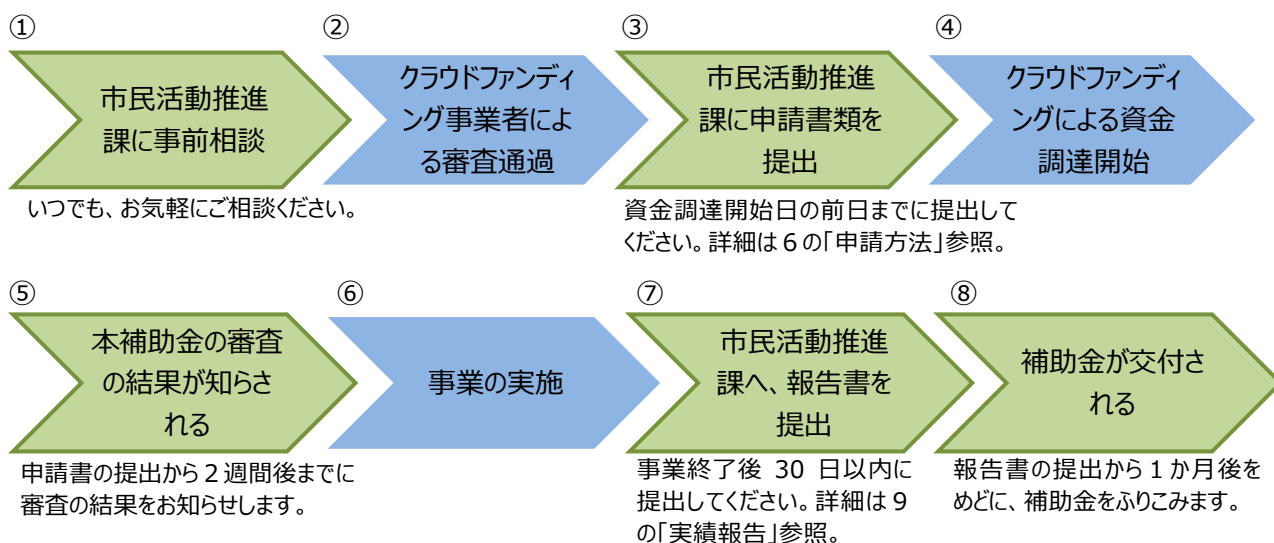 ①
市民活動推進
課に事前相談
いつでも、お気軽にご相談ください。
②
クラウドファンディ
ング事業者によ
る審査通過
③
市民活動推進
課に申請書類を
提出
資金調達開始日の前日までに提出して
ください。詳細は６の「申請方法」参照。
④
クラウドファンディ
ングによる資金
調達開始
⑤
本補助金の審査
の結果が知らさ
れる
申請書の提出から２週間後までに
審査の結果をお知らせします。
⑥
事業の実施
⑦
市民活動推進
課へ、報告書を
提出
事業終了後 30 日以内に
提出してください。詳細は９
の「実績報告」参照。
⑧
補助金が交付さ
れる
報告書の提出から１か月後を
めどに、補助金をふりこみます。